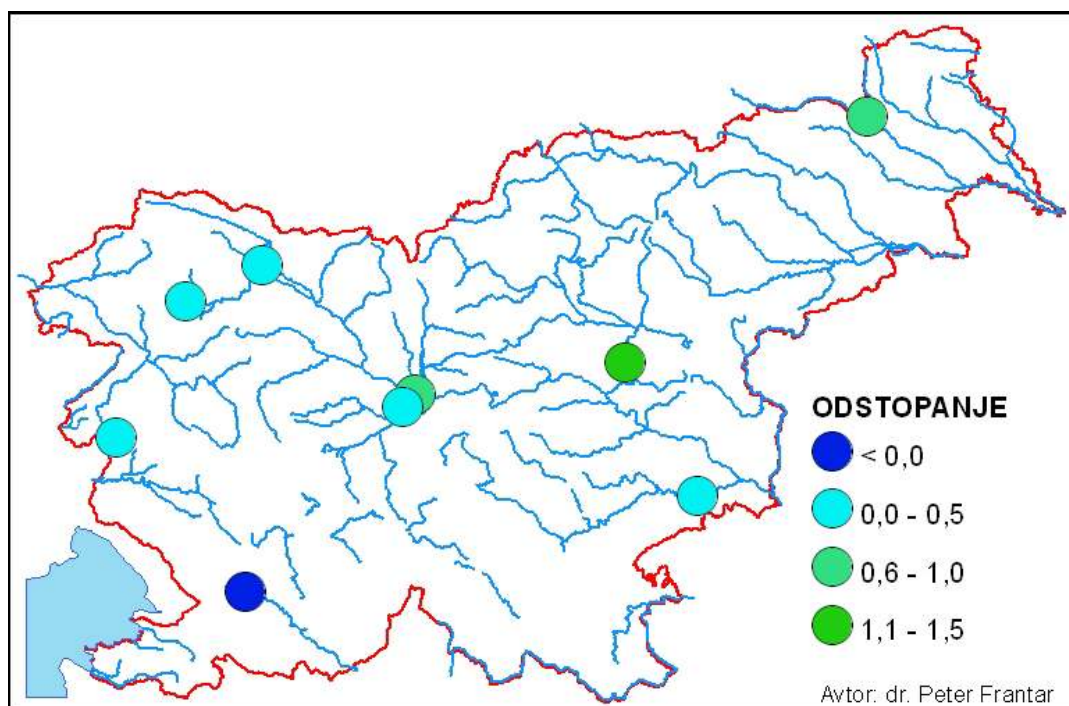 ODSTOPANJE
< 0,0
0,0 - 0,5
0,6 - 1,0
1,1 - 1,5
Avtor: dr. Peter Frantar